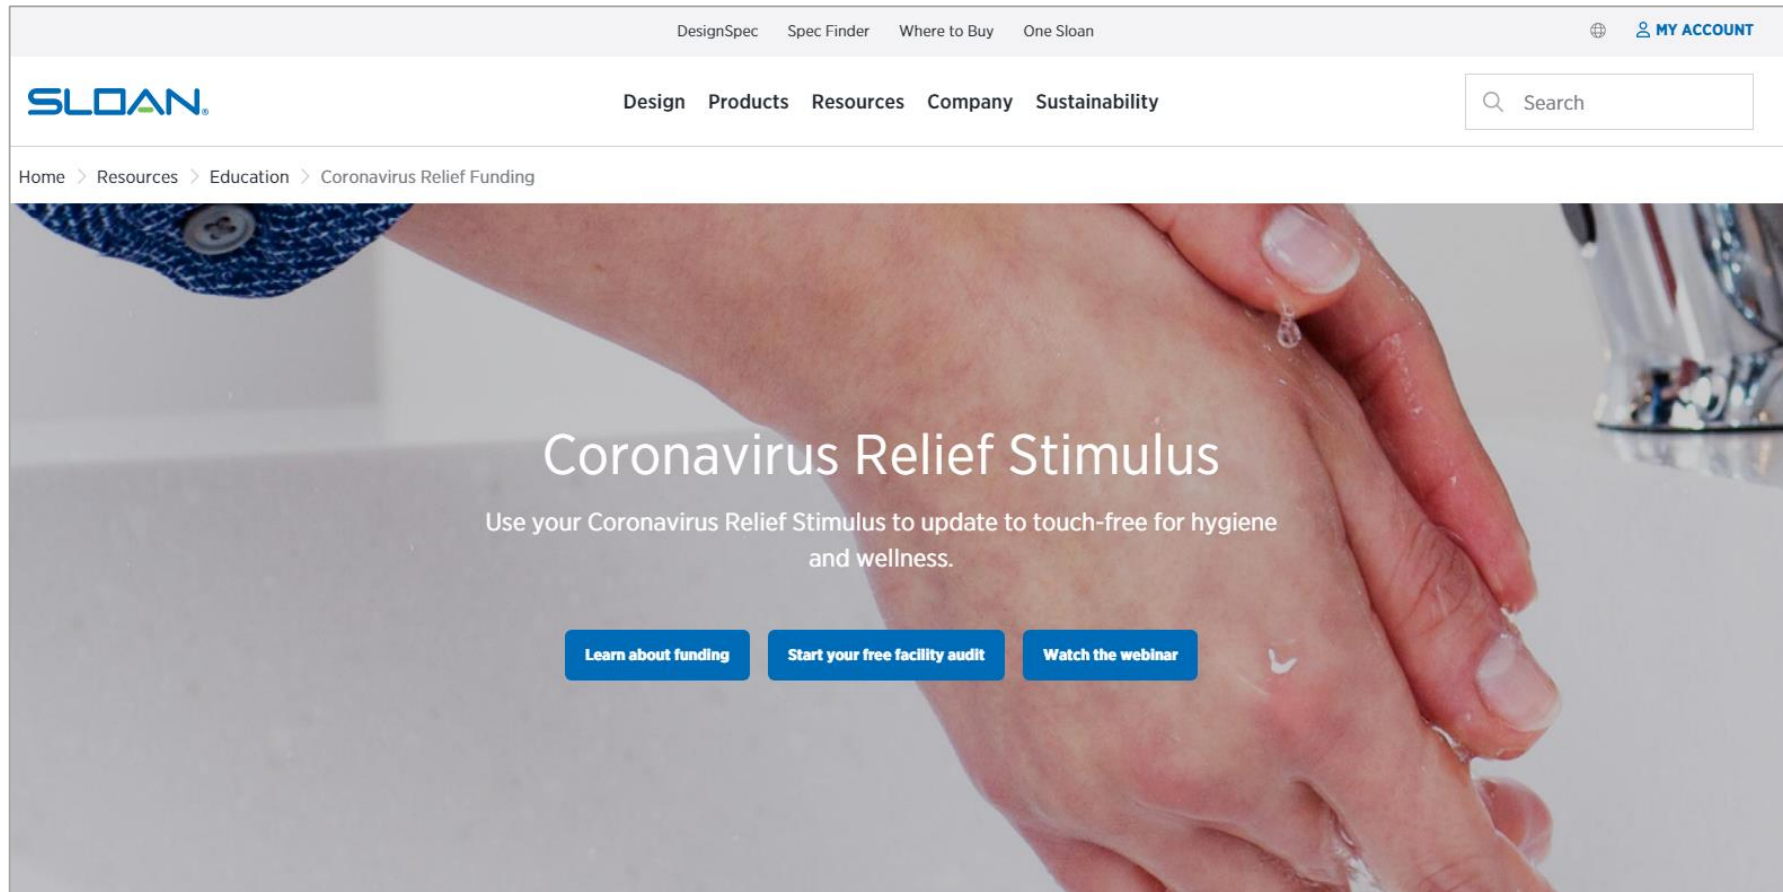 DesignSpec Spec Finder Where to Buy One Sloan MY ACCOUNT
SLOAN® Design Products Resources Company Sustainability Search
Home > Resources > Education > Coronavirus Relief Funding
Coronavirus Relief Stimulus
Use your Coronavirus Relief Stimulus to update to touch-free for hygiene
and wellness.
Learn about funding Start your free facility audit Watch the webinar